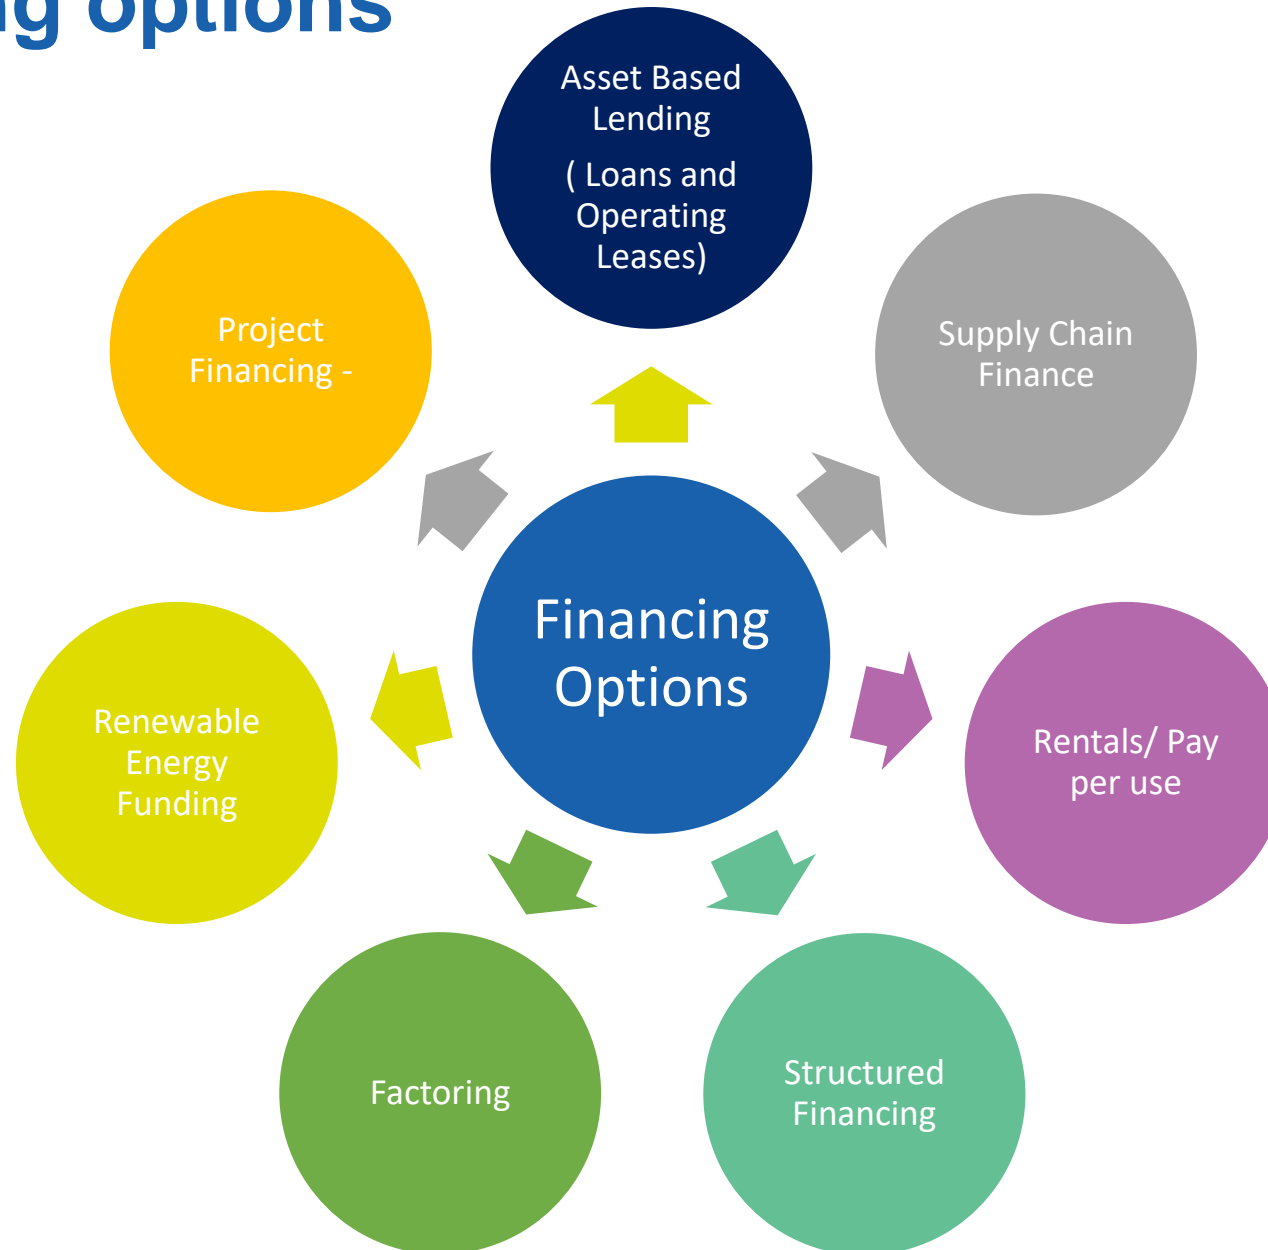 options
Asset Based
Lending
( Loans and
Operating
Leases)
Supply Chain
Finance
Rentals/ Pay
per use
Structured
Financing
Factoring
Renewable
Energy
Funding
Project
Financing -
Financing
Options